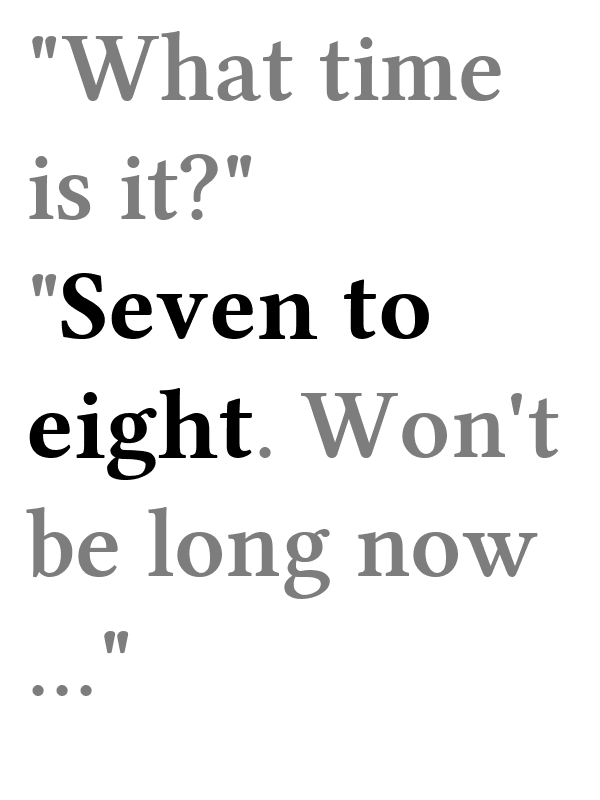 "What time
is it?"
"Seven to
eight. Won't
be long now
..."